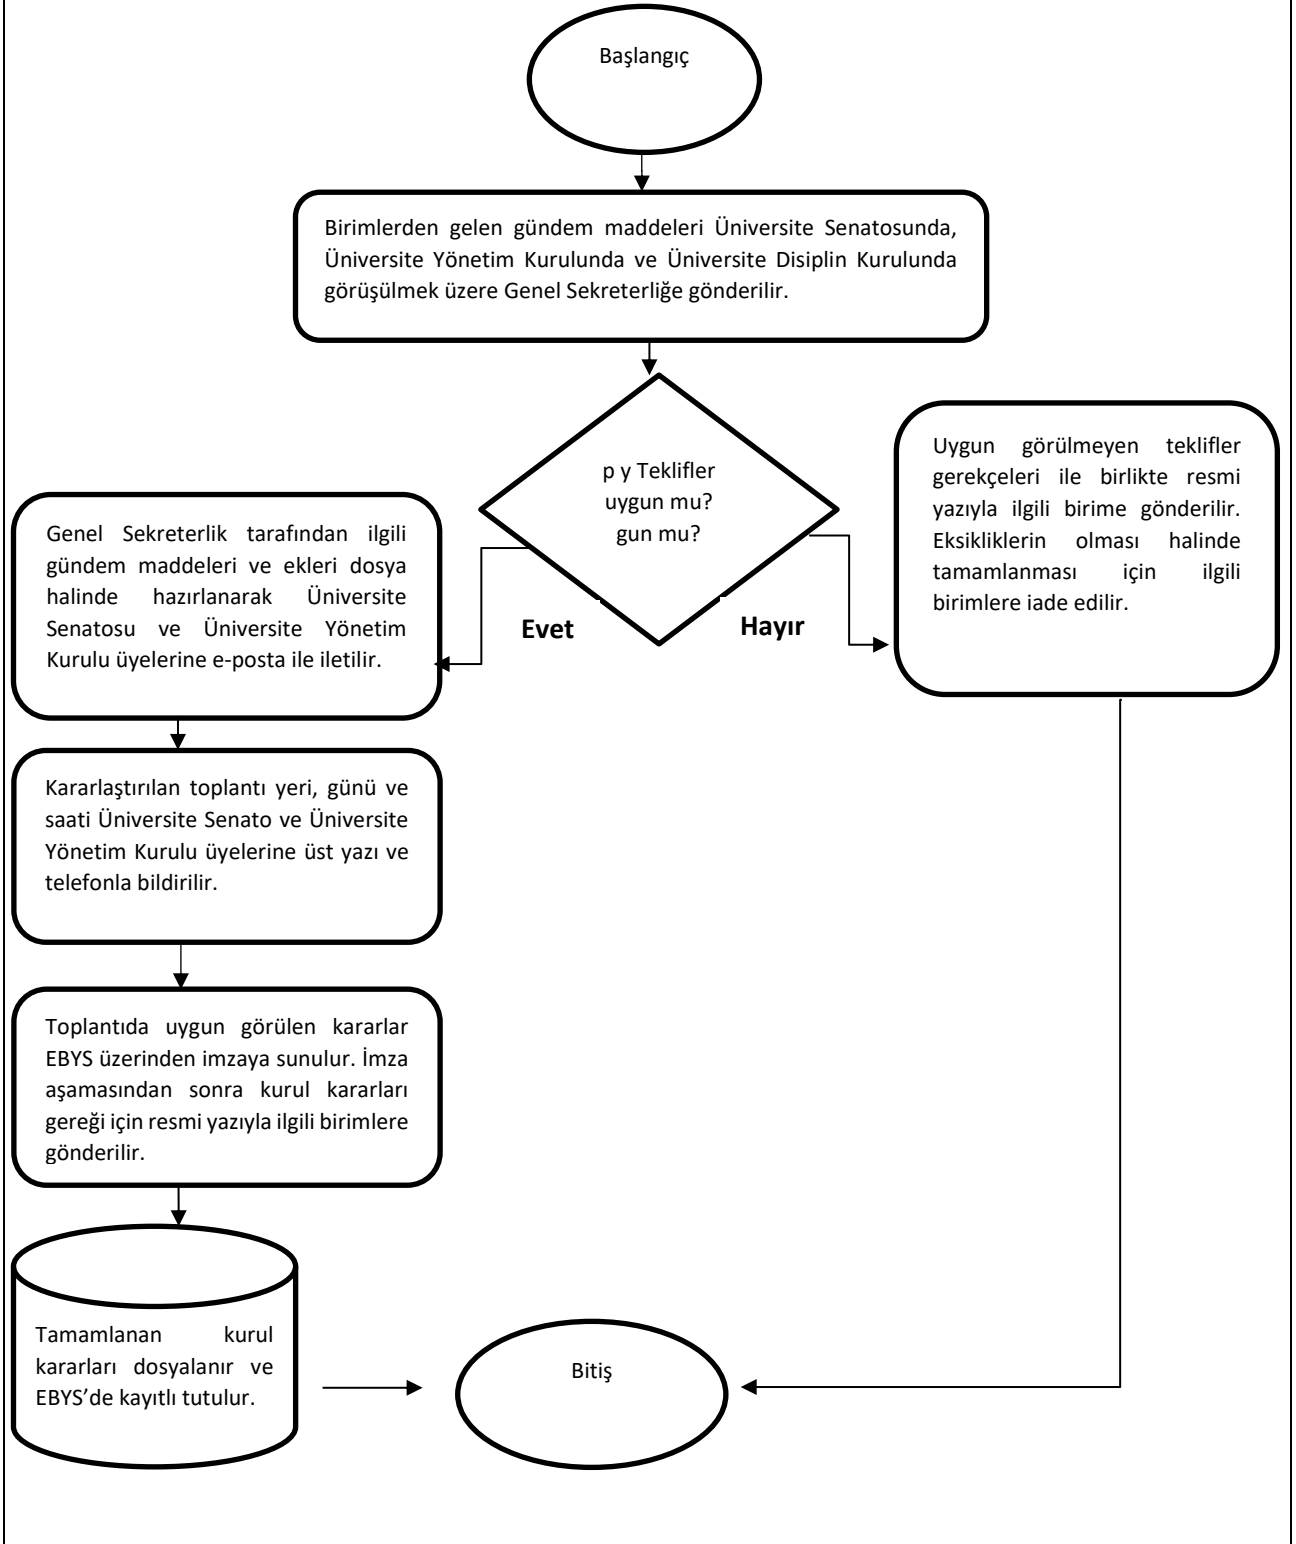 Başlangıç
Birimlerden gelen gündem maddeleri Üniversite Senatosunda,
Üniversite Yönetim Kurulunda ve Üniversite Disiplin Kurulunda
görüşülmek üzere Genel Sekreterliğe gönderilir.
p y Teklifler
uygun mu?
gun mu?
Evet
Hayır
Uygun görülmeyen teklifler
gerekçeleri ile birlikte resmi
yazıyla ilgili birime gönderilir.
Eksikliklerin olması halinde
tamamlanması için ilgili
birimlere iade edilir.
Genel Sekreterlik tarafından ilgili
gündem maddeleri ve ekleri dosya
halinde hazırlanarak Üniversite
Senatosu ve Üniversite Yönetim
Kurulu üyelerine e-posta ile iletilir.
Kararlaştırılan toplantı yeri, günü ve
saati Üniversite Senato ve Üniversite
Yönetim Kurulu üyelerine üst yazı ve
telefonla bildirilir.
Toplantıda uygun görülen kararlar
EBYS üzerinden imzaya sunulur. İmza
aşamasından sonra kurul kararları
gereği için resmi yazıyla ilgili birimlere
gönderilir.
Tamamlanan kurul
kararları dosyalanır ve
EBYS’de kayıtlı tutulur.
Bitiş